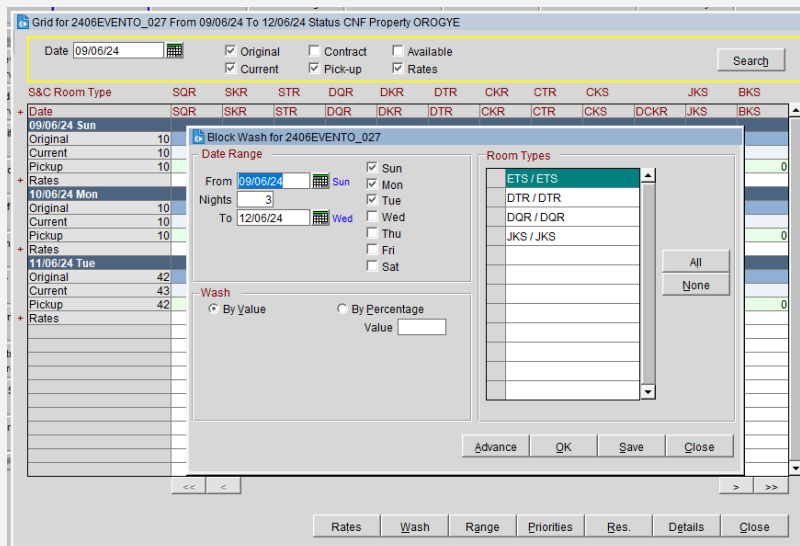 Grid for 2406EVENTO_027 From 09/06/24 To 12/06/24 Status CNF Property OROGYE
Date 09/06/24 Original Contract Available
Current Pick-up Rates
Search
S&C Room Type SQR SKR STR DQR DKR DTR CKR CTR CKS JKS BKS
+ Date SQR SKR STR DQR DKR DTR CKR CTR CKS DCKR JKS BKS
09/06/24 Sun
Original 10
Current 10
Pickup 10 0
+ Rates
10/06/24 Mon
Original 10
Current 10
Pickup 10 0
+ Rates
11/06/24 Tue
Original 42
Current 43
Pickup 42 0
+ Rates
Block Wash for 2406EVENTO_027
Date Range
From 09/06/24 Sun
Nights 3
To 12/06/24 Wed
Sun
Mon
Tue
Wed
Thu
Fri
Sat
Wash
By Value By Percentage
Value
Room Types
ETS / ETS
DTR / DTR
DQR / DQR
JKS / JKS
All
None
Advance OK Save Close
<< < > >>
Rates Wash Range Priorities Res. Details Close